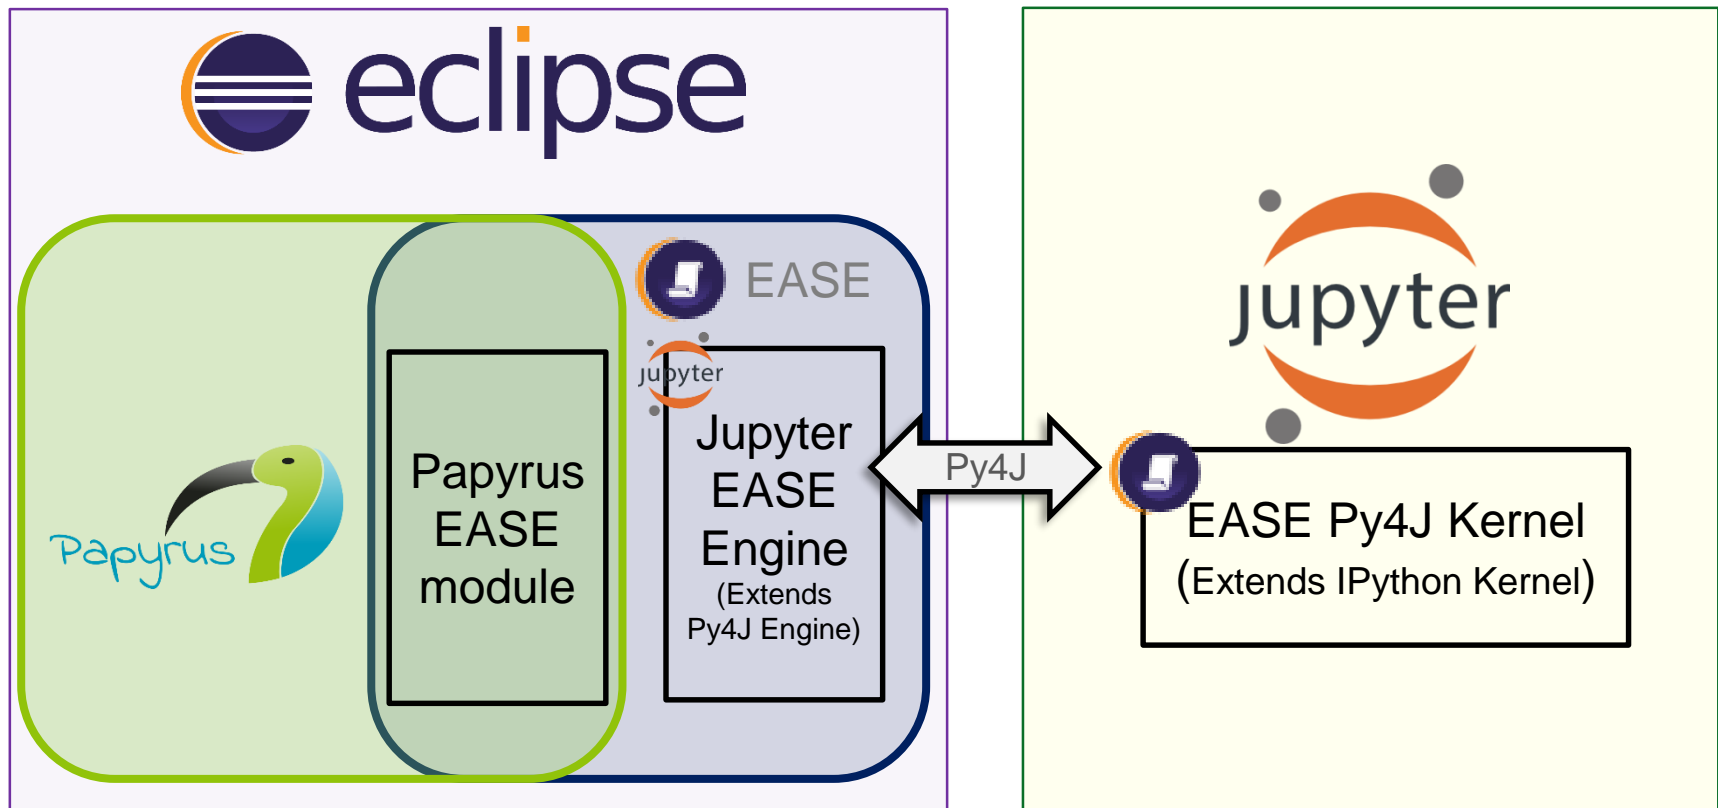 eclipse
EASE
jupyter
Papyrus
Papyrus
EASE
module
Jupyter
EASE
Engine
(Extends
Py4J Engine)
Py4J
jupyter
EASE Py4J Kernel
(Extends IPython Kernel)